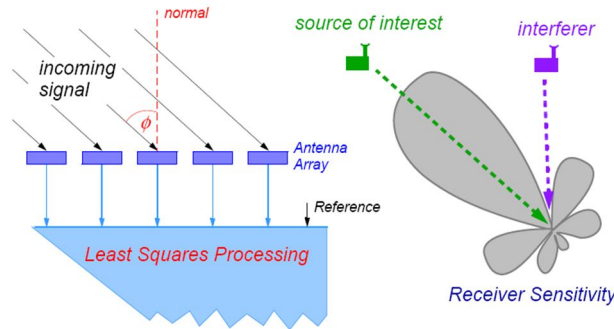 normal
incoming
signal
ϕ
Antenna
Array
Reference
Least Squares Processing
source of interest
interferer
Receiver Sensitivity